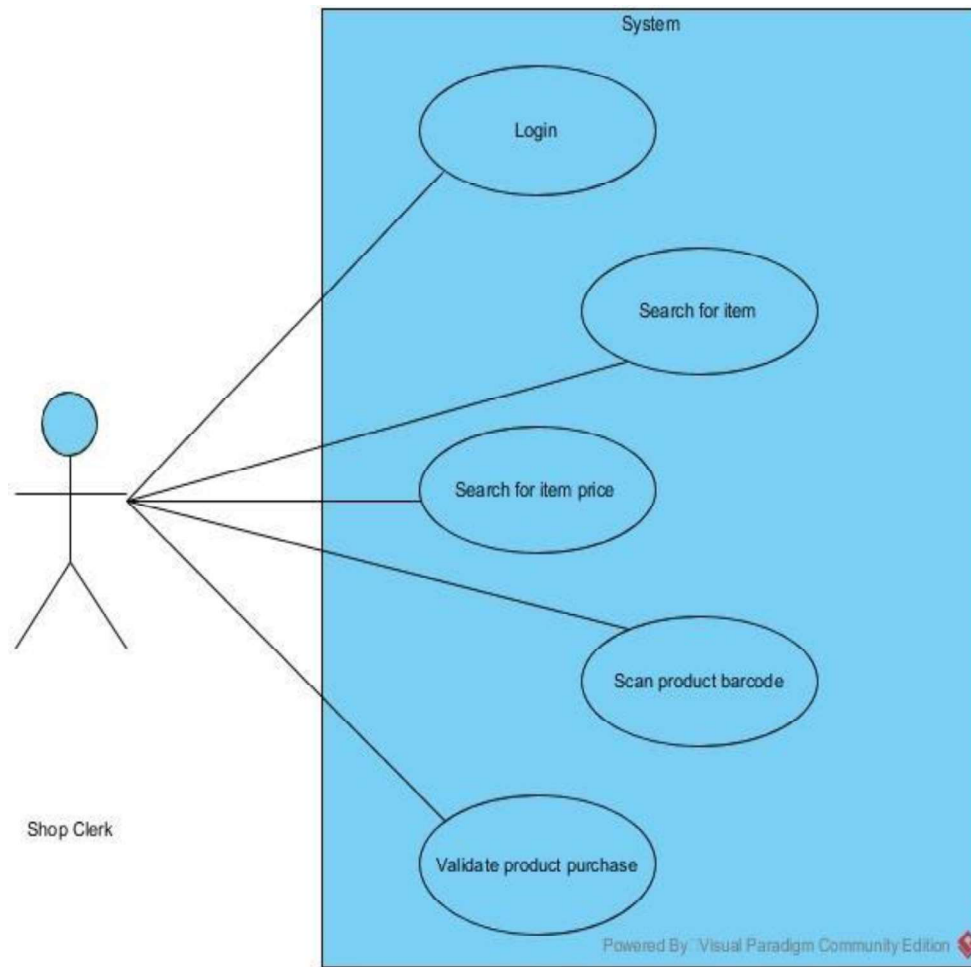 System
Login
Search for item
Search for item price
Scan product barcode
Shop Clerk
Validate product purchase
Powered By Visual Paradigm Community Edition